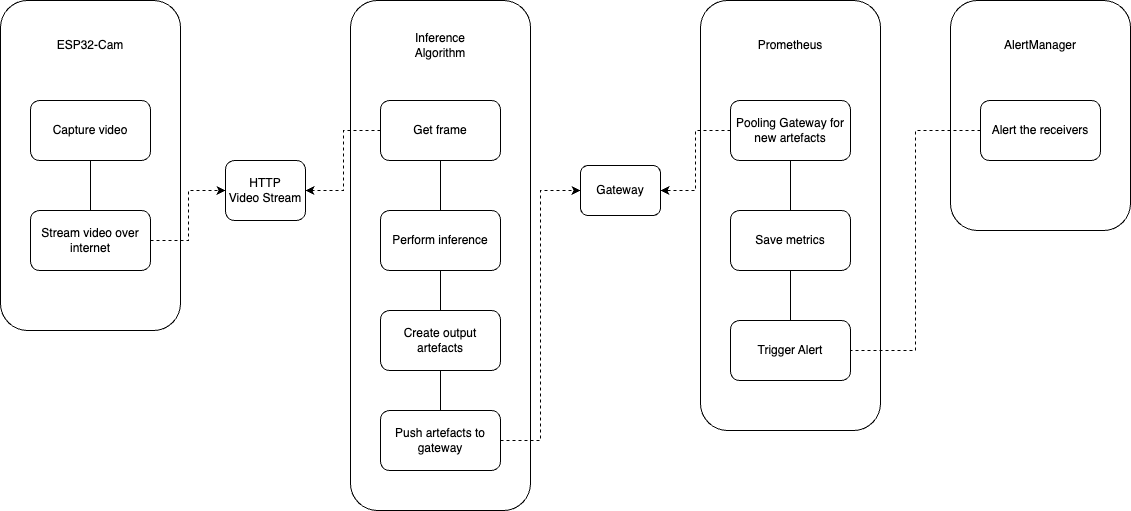 ESP32-Cam
Capture video
Stream video over
internet
HTTP
Video Stream
Inference
Algorithm
Get frame
Perform inference
Create output
artefacts
Push artefacts to
gateway
Gateway
Prometheus
Pooling Gateway for
new artefacts
Save metrics
Trigger Alert
AlertManager
Alert the receivers